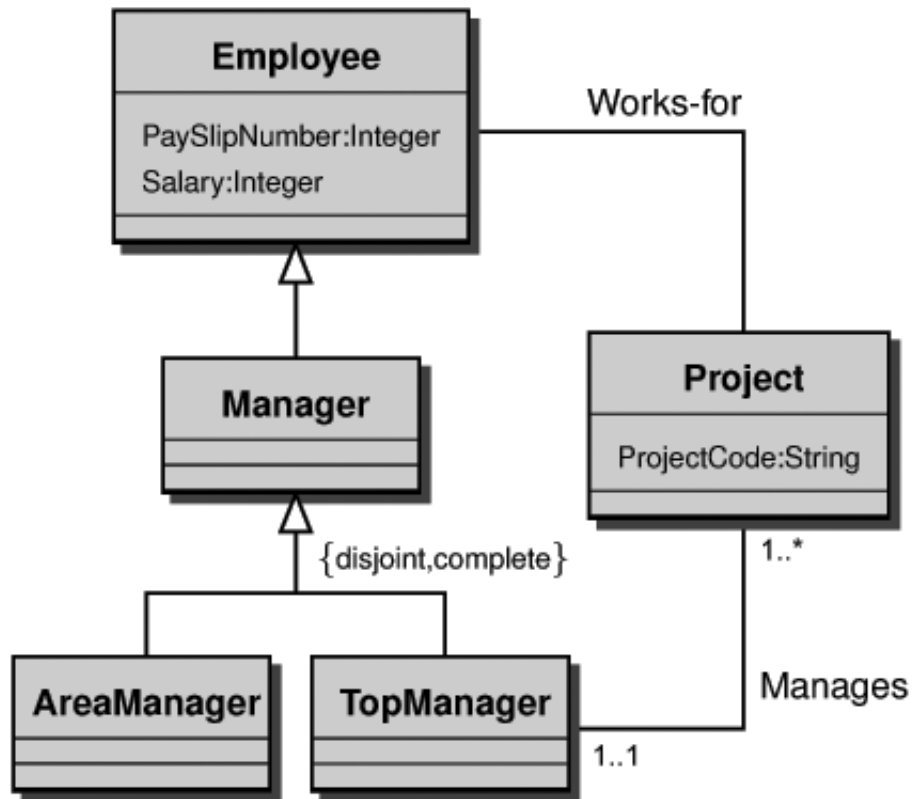 Employee
Works-for
PaySlipNumber:Integer
Salary:Integer
Project
Manager
ProjectCode:String
1..*
{disjoint,complete}
AreaManager
TopManager
Manages
1..1